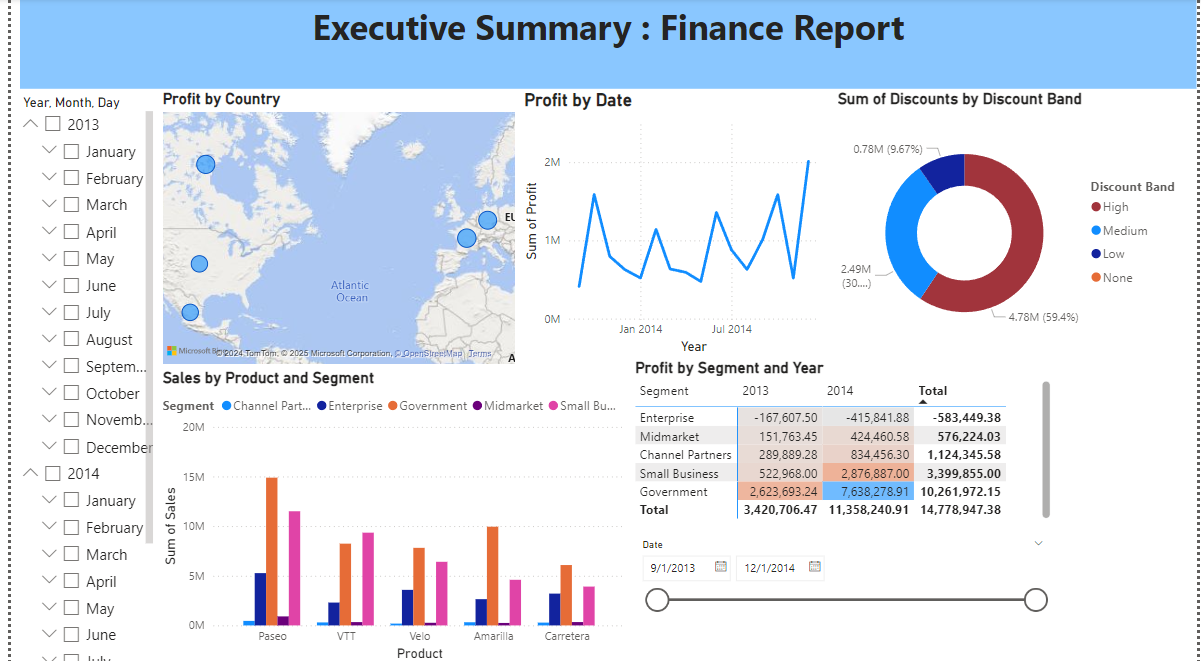 Executive Summary : Finance Report
Year, Month, Day
2013
January
February
March
April
May
June
July
August
Septem...
October
Novemb...
December
2014
January
February
March
April
May
June
July
Profit by Country
Atlantic
Ocean
EU
A
Microsoft Bing
© 2024 TomTom, © 2025 Microsoft Corporation, © OpenStreetMap Terms
Profit by Date
Sum of Profit
2M
1M
0M
Jan 2014 Jul 2014
Year
Sum of Discounts by Discount Band
0.78M (9.67%)
2.49M
(30....)
4.78M (59.4%)
Discount Band
High
Medium
Low
None
Sales by Product and Segment
Segment Channel Part... Enterprise Government Midmarket Small Bu...
Sum of Sales
20M
15M
10M
5M
0M
Paseo VTT Velo Amarilla Carretera
Product
Profit by Segment and Year
Segment 2013 2014 Total
Enterprise -167,607.50 -415,841.88 -583,449.38
Midmarket 151,763.45 424,460.58 576,224.03
Channel Partners 289,889.28 834,456.30 1,124,345.58
Small Business 522,968.00 2,876,887.00 3,399,855.00
Government 2,623,693.24 7,638,278.91 10,261,972.15
Total 3,420,706.47 11,358,240.91 14,778,947.38
Date
9/1/2013 12/1/2014